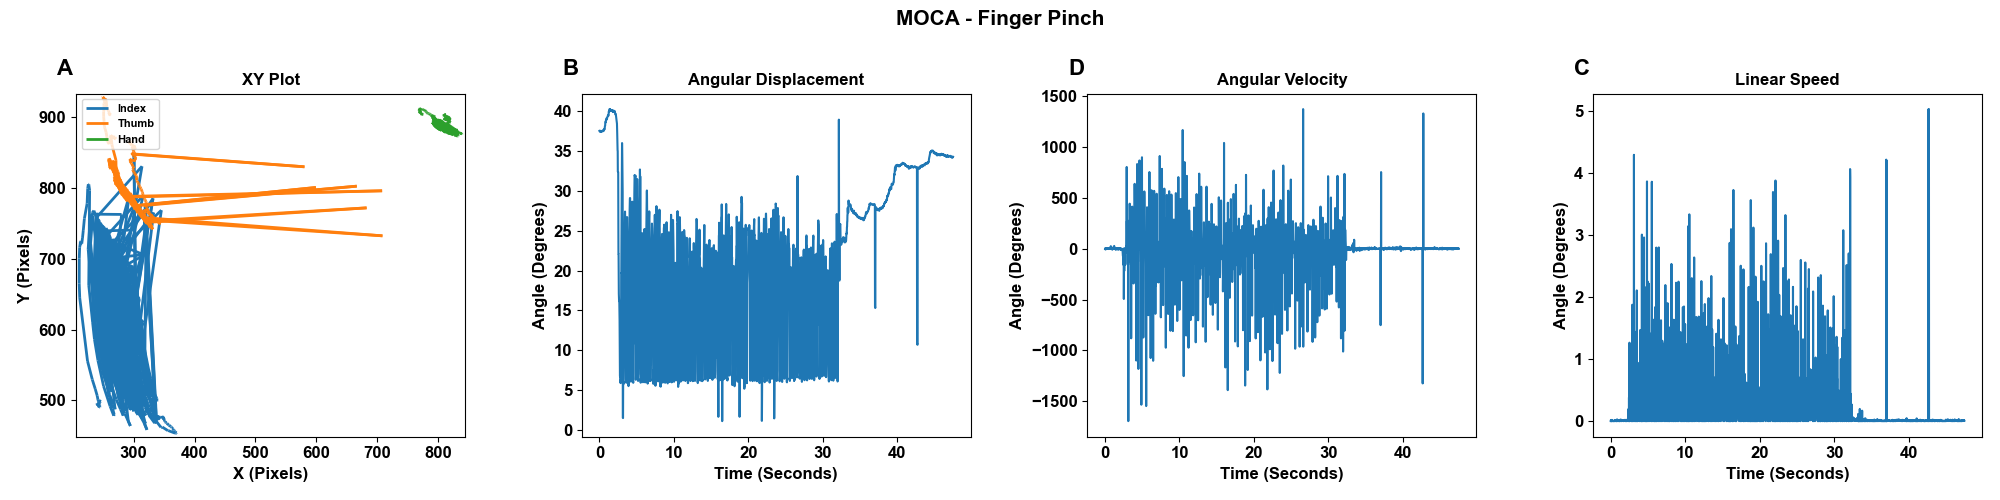 MOCA - Finger Pinch
A
XY Plot
Index
Thumb
Hand
900
800
700
600
500
Y (Pixels)
300 400 500 600 700 800
X (Pixels)
B
Angular Displacement
40
35
30
25
20
15
10
5
0
Angle (Degrees)
0 10 20 30 40
Time (Seconds)
D
Angular Velocity
1500
1000
500
0
−500
−1000
−1500
Angle (Degrees)
0 10 20 30 40
Time (Seconds)
C
Linear Speed
5
4
3
2
1
0
Angle (Degrees)
0 10 20 30 40
Time (Seconds)